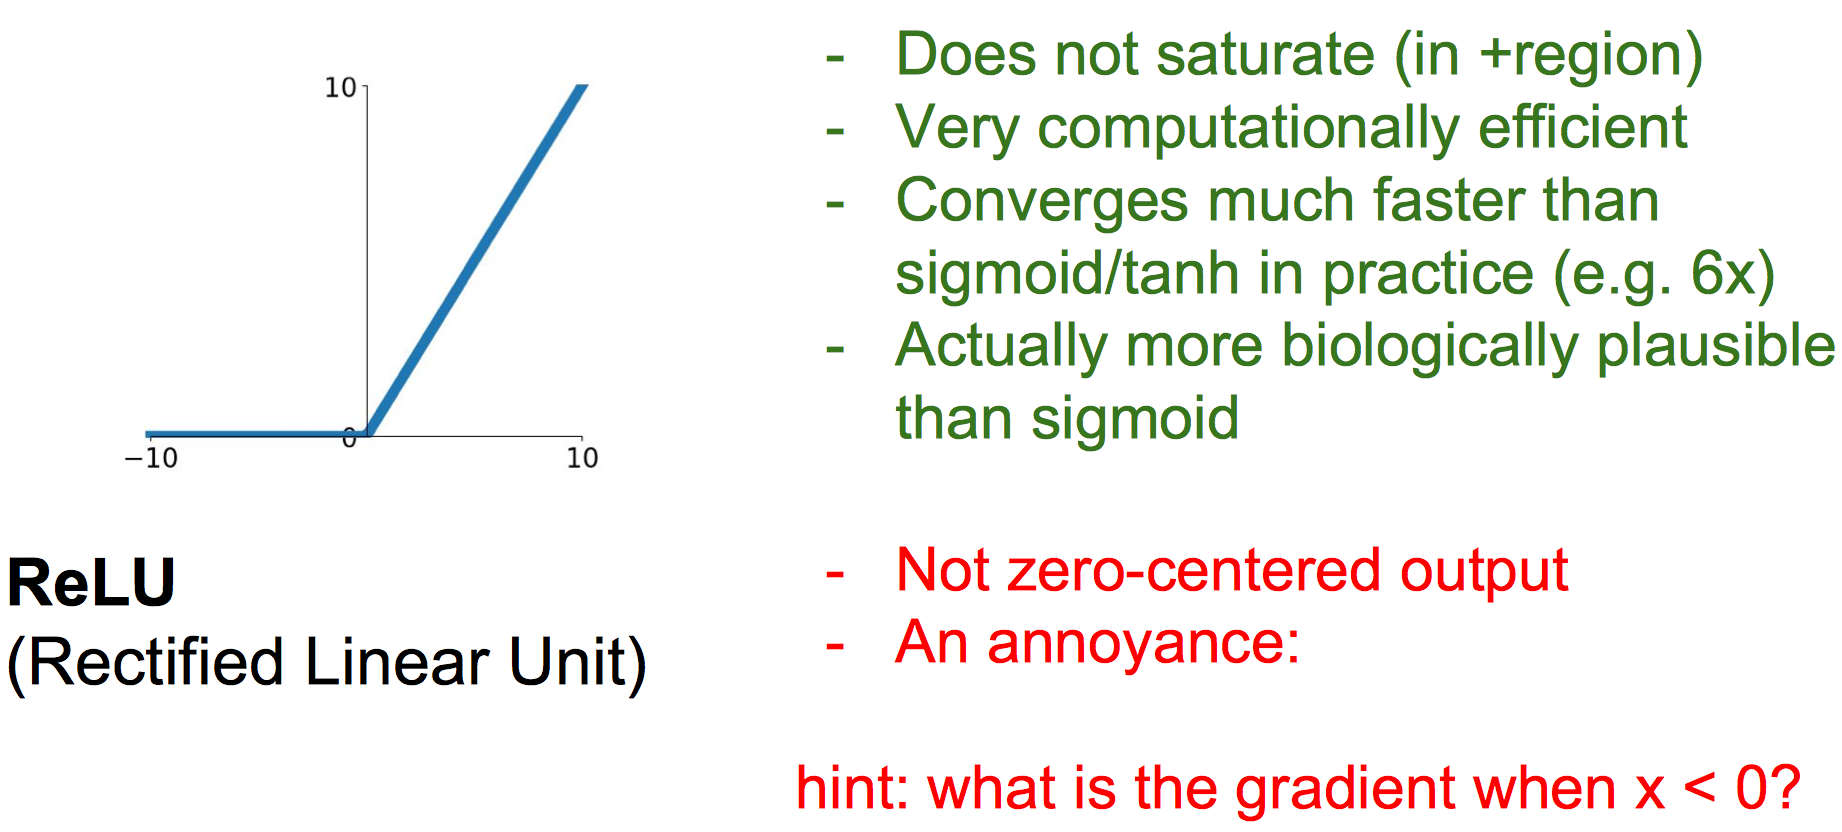 10
0
−10
10
ReLU
(Rectified Linear Unit)
- Does not saturate (in +region)
- Very computationally efficient
- Converges much faster than
sigmoid/tanh in practice (e.g. 6x)
- Actually more biologically plausible
than sigmoid
- Not zero-centered output
- An annoyance:
hint: what is the gradient when x < 0?